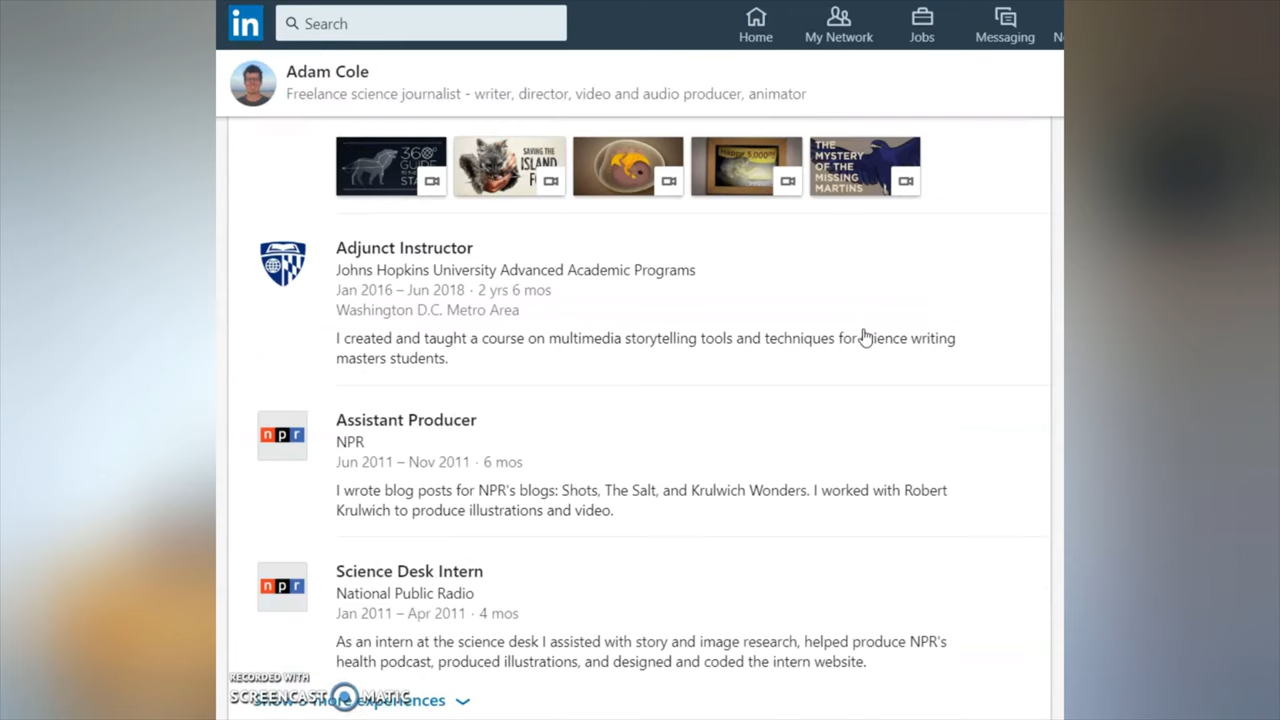 in
Search
Home
My Network
Jobs
Messaging
Adam Cole
Freelance science journalist - writer, director, video and audio producer, animator
360°
GUIDE
SAVING THE
ISLAND
Happy 5,000th
THE
MYSTERY
OF THE
MISSING
MARTINS
Adjunct Instructor
Johns Hopkins University Advanced Academic Programs
Jan 2016 – Jun 2018 · 2 yrs 6 mos
Washington D.C. Metro Area
I created and taught a course on multimedia storytelling tools and techniques for science writing
masters students.
npr
Assistant Producer
NPR
Jun 2011 – Nov 2011 · 6 mos
I wrote blog posts for NPR's blogs: Shots, The Salt, and Krulwich Wonders. I worked with Robert
Krulwich to produce illustrations and video.
npr
Science Desk Intern
National Public Radio
Jan 2011 – Apr 2011 · 4 mos
As an intern at the science desk I assisted with story and image research, helped produce NPR's
health podcast, produced illustrations, and designed and coded the intern website.
RECORDED WITH
SCREENCAST MATIC
more experiences